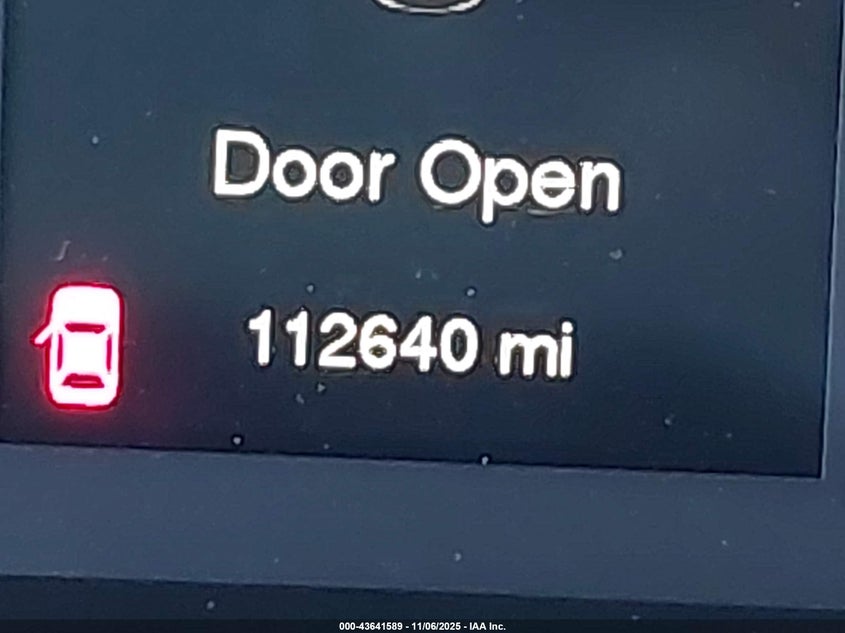 Door Open
112640 mi
000-43641589 - 11/06/2025 - IAA Inc.